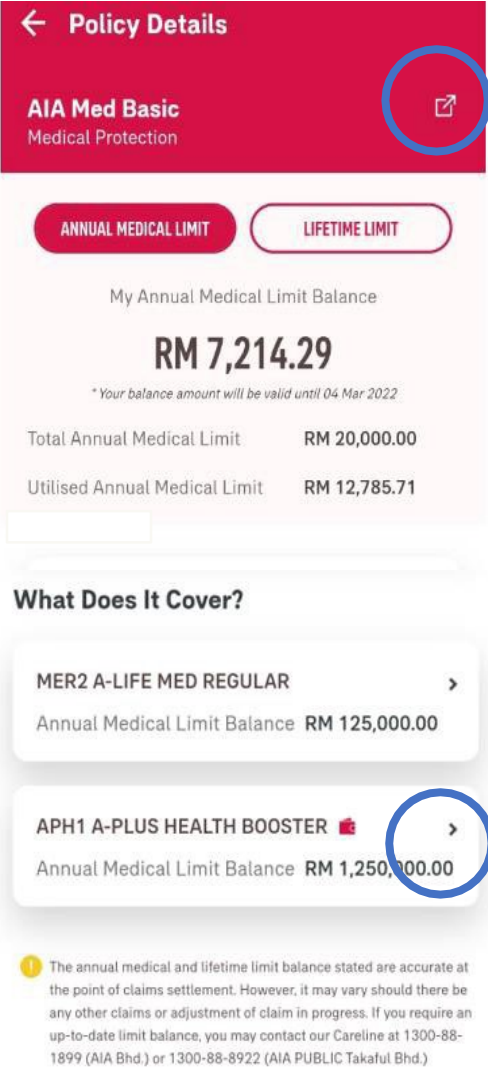 Policy Details
AIA Med Basic
Medical Protection
ANNUAL MEDICAL LIMIT
LIFETIME LIMIT
My Annual Medical Limit Balance
RM 7,214.29
* Your balance amount will be valid until 04 Mar 2022
Total Annual Medical Limit RM 20,000.00
Utilised Annual Medical Limit RM 12,785.71
What Does It Cover?
MER2 A-LIFE MED REGULAR
Annual Medical Limit Balance RM 125,000.00
APH1 A-PLUS HEALTH BOOSTER
Annual Medical Limit Balance RM 1,250,000.00
The annual medical and lifetime limit balance stated are accurate at
the point of claims settlement. However, it may vary should there be
any other claims or adjustment of claim in progress. If you require an
up-to-date limit balance, you may contact our Careline at 1300-88-
1899 (AIA Bhd.) or 1300-88-8922 (AIA PUBLIC Takaful Bhd.)